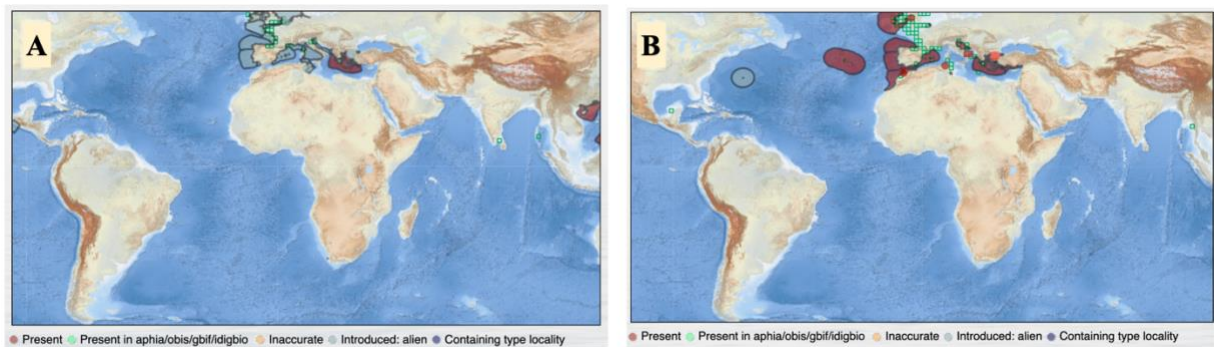 A
B
Present Present in aphia/obis/gbif/idigbio Inaccurate Introduced: alien Containing type locality
Present Present in aphia/obis/gbif/idigbio Inaccurate Introduced: alien Containing type locality